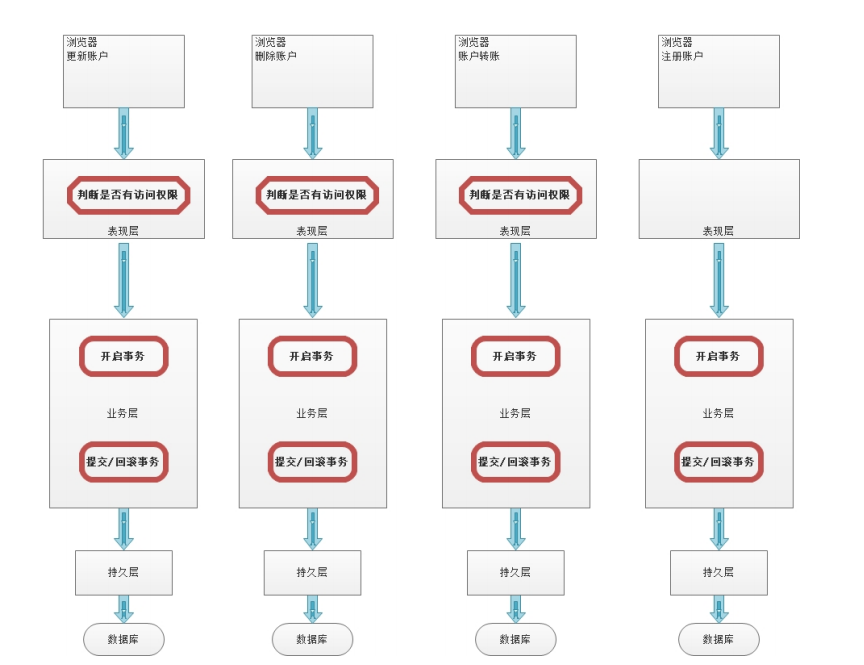 浏览器
更新账户
浏览器
删除账户
浏览器
账户转账
浏览器
注册账户
判断是否有访问权限
判断是否有访问权限
判断是否有访问权限
表现层
表现层
表现层
表现层
开启事务
开启事务
开启事务
开启事务
业务层
业务层
业务层
业务层
提交/回滚事务
提交/回滚事务
提交/回滚事务
提交/回滚事务
持久层
持久层
持久层
持久层
数据库
数据库
数据库
数据库